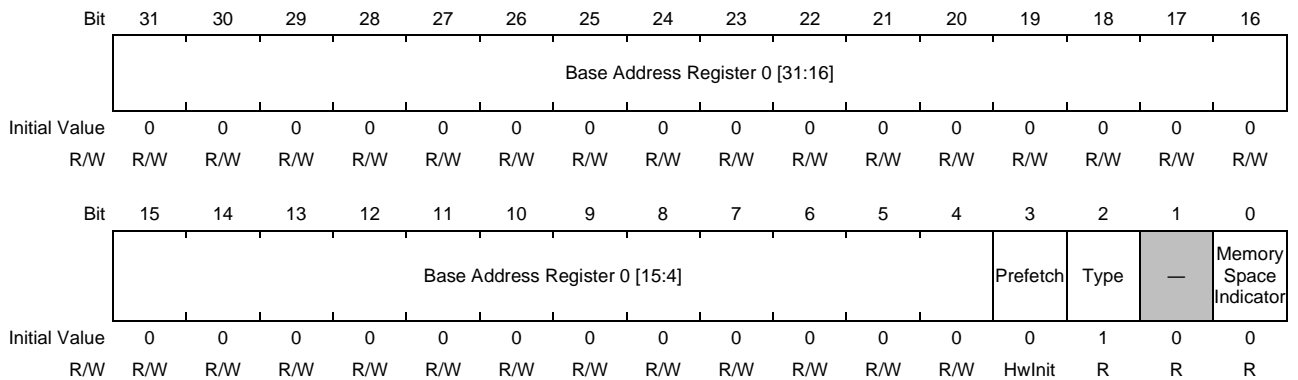 Bit 31 30 29 28 27 26 25 24 23 22 21 20 19 18 17 16
Base Address Register 0 [31:16]
Initial Value 0 0 0 0 0 0 0 0 0 0 0 0 0 0 0 0
R/W R/W R/W R/W R/W R/W R/W R/W R/W R/W R/W R/W R/W R/W R/W R/W R/W
Bit 15 14 13 12 11 10 9 8 7 6 5 4 3 2 1 0
Base Address Register 0 [15:4] Prefetch Type — Memory
Space
Indicator
Initial Value 0 0 0 0 0 0 0 0 0 0 0 0 0 1 0 0
R/W R/W R/W R/W R/W R/W R/W R/W R/W R/W R/W R/W R/W HwInit R R R